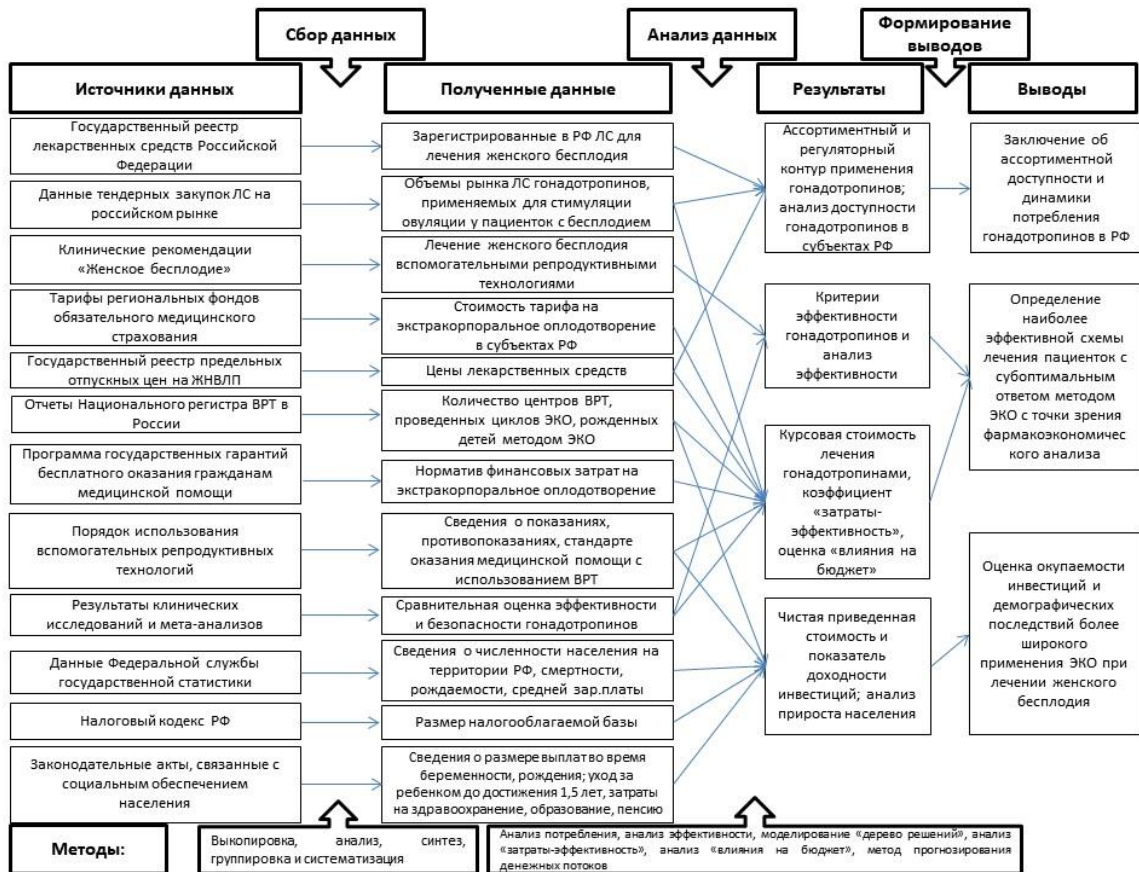 Сбор данных
Анализ данных
Формирование
выводов
Источники данных
Полученные данные
Результаты
Выводы
Государственный реестр
лекарственных средств Российской
Федерации
Зарегистрированные в РФ ЛС для
лечения женского бесплодия
Ассортиментный и
регуляторный
контур применения
гонадотропинов;
анализ доступности
гонадотропинов в
субъектах РФ
Заключение об
ассортиментной
доступности и
динамики
потребления
гонадотропинов в РФ
Данные тендерных закупок ЛС на
российском рынке
Объемы рынка ЛС гонадотропинов,
применяемых для стимуляции
овуляции у пациенток с бесплодием
Клинические рекомендации
«Женское бесплодие»
Лечение женского бесплодия
вспомогательными репродуктивными
технологиями
Тарифы региональных фондов
обязательного медицинского
страхования
Стоимость тарифа на
экстракорпоральное оплодотворение
в субъектах РФ
Критерии
эффективности
гонадотропинов и
анализ
эффективности
Определение
наиболее
эффективной схемы
лечения пациенток с
субоптимальным
ответом методом
ЭКО с точки зрения
фармакоэкономичес
кого анализа
Государственный реестр предельных
отпускных цен на ЖНВЛП
Цены лекарственных средств
Отчеты Национального регистра ВРТ в
России
Количество центров ВРТ,
проведенных циклов ЭКО, рожденных
детей методом ЭКО
Курсовая стоимость
лечения
гонадотропинами,
коэффициент
«затраты-
эффективность»,
оценка «влияния на
бюджет»
Программа государственных гарантий
бесплатного оказания гражданам
медицинской помощи
Норматив финансовых затрат на
экстракорпоральное оплодотворение
Порядок использования
вспомогательных репродуктивных
технологий
Сведения о показаниях,
противопоказаниях, стандарте
оказания медицинской помощи с
использованием ВРТ
Оценка окупаемости
инвестиций и
демографических
последствий более
широкого
применения ЭКО при
лечении женского
бесплодия
Результаты клинических
исследований и мета-анализов
Сравнительная оценка эффективности
и безопасности гонадотропинов
Чистая приведенная
стоимость и
показатель
доходности
инвестиций; анализ
прироста населения
Данные Федеральной службы
государственной статистики
Сведения о численности населения на
территории РФ, смертности,
рождаемости, средней зар.платы
Налоговый кодекс РФ
Размер налогооблагаемой базы
Законодательные акты, связанные с
социальным обеспечением
населения
Сведения о размере выплат во время
беременности, рождения; уход за
ребенком до достижения 1,5 лет, затраты
на здравоохранение, образование, пенсию
Методы:
Выкопировка, анализ, синтез,
группировка и систематизация
Анализ потребления, анализ эффективности, моделирование «дерево решений», анализ
«затраты-эффективность», анализ «влияния на бюджет», метод прогнозирования
денежных потоков